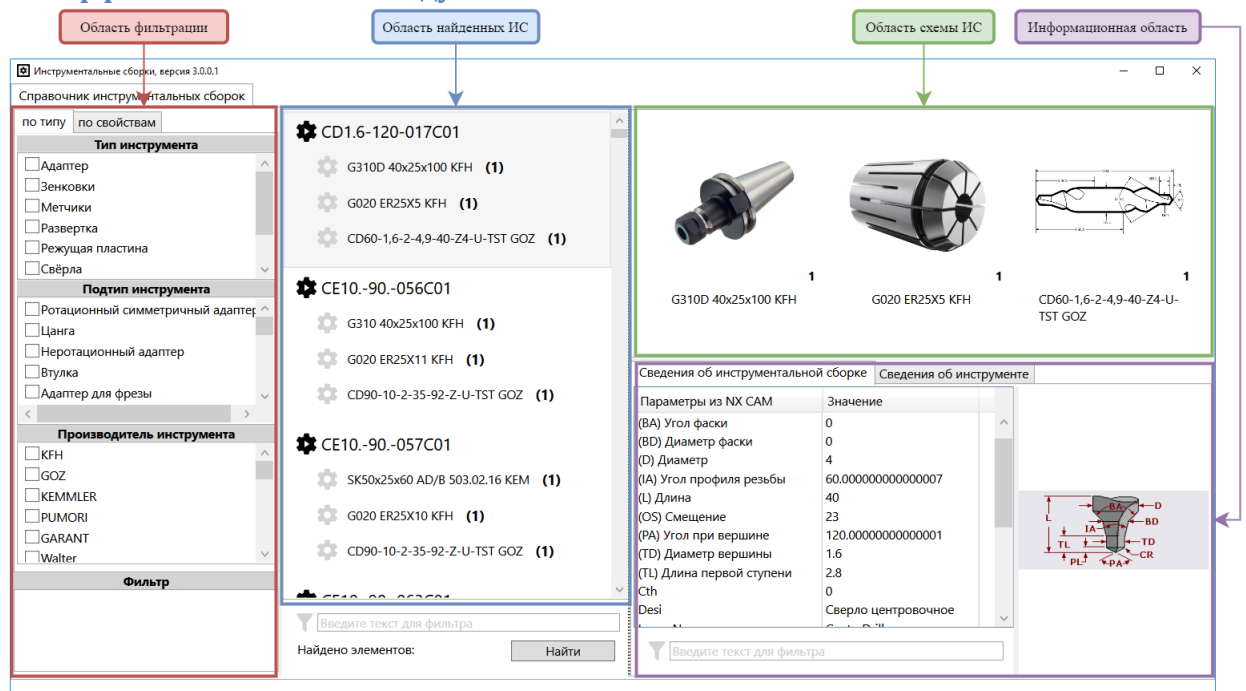 Область фильтрации
Область найденных ИС
Область схемы ИС
Информационная область
Инструментальные сборки, версия 3.0.0.1
Справочник инструментальных сборок
по типу
по свойствам
Тип инструмента
Адаптер
Зенковки
Метчики
Развертка
Режущая пластина
Свёрла
Подтип инструмента
Ротационный симметричный адаптер
Цанга
Неротационный адаптер
Втулка
Адаптер для фрезы
Производитель инструмента
KFH
GOZ
KEMMLER
PUMORI
GARANT
Walter
Фильтр
CD1.6-120-017C01
G310D 40x25x100 KFH (1)
G020 ER25X5 KFH (1)
CD60-1,6-2-4,9-40-Z4-U-TST GOZ (1)
CE10.-90.-056C01
G310 40x25x100 KFH (1)
G020 ER25X11 KFH (1)
CD90-10-2-35-92-Z-U-TST GOZ (1)
CE10.-90.-057C01
SK50x25x60 AD/B 503.02.16 KEM (1)
G020 ER25X10 KFH (1)
CD90-10-2-35-92-Z-U-TST GOZ (1)
Введите текст для фильтра
Найдено элементов:
Найти
1
G310D 40x25x100 KFH
1
G020 ER25X5 KFH
1
CD60-1,6-2-4,9-40-Z4-U-
TST GOZ
Сведения об инструментальной сборке
Сведения об инструменте
Параметры из NX CAM Значение
(BA) Угол фаски 0
(BD) Диаметр фаски 0
(D) Диаметр 4
(IA) Угол профиля резьбы 60.000000000000007
(L) Длина 40
(OS) Смещение 23
(PA) Угол при вершине 120.00000000000001
(TD) Диаметр вершины 1.6
(TL) Длина первой ступени 2.8
Cth 0
Desi Сверло центровочное
Введите текст для фильтра
L
BA
D
BD
IA
TL
TD
CR
PL
PA